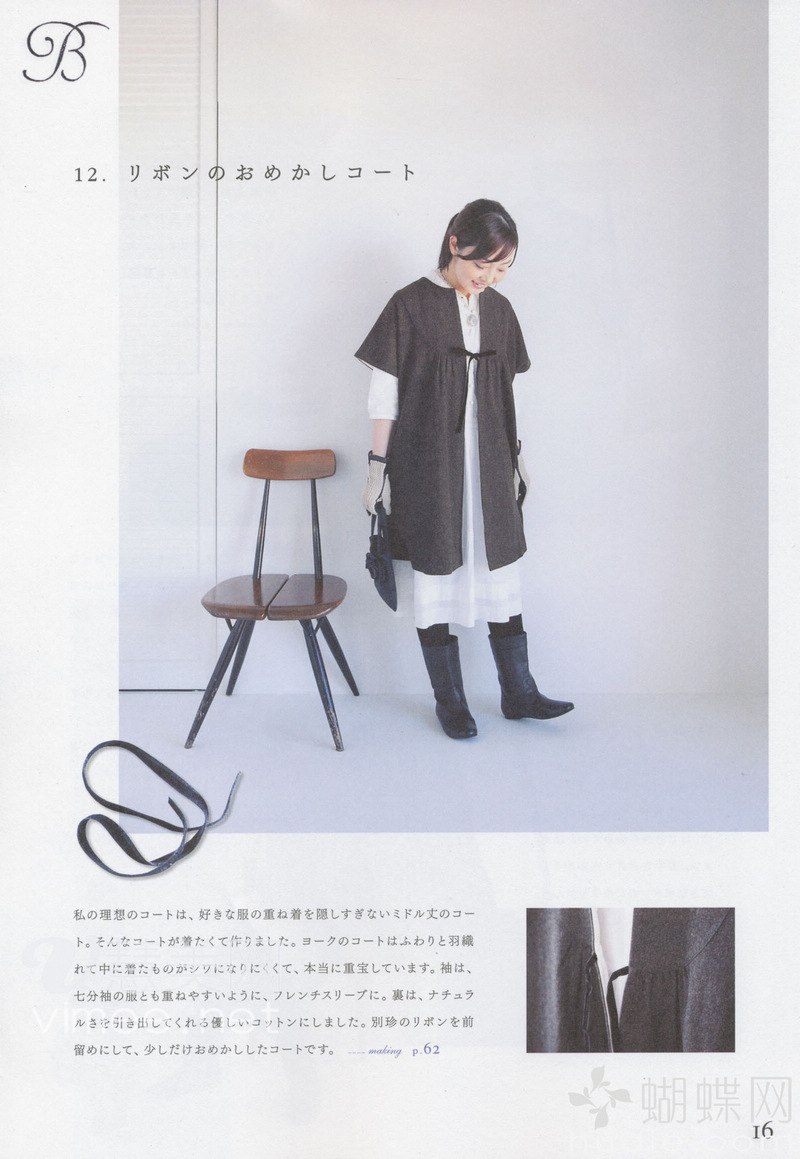 B
12. リボンのおめかしコート
私の理想のコートは、好きな服の重ね着を隠しすぎないミドル丈のコー
ト。そんなコートが着たくて作りました。ヨークのコートはふわりと羽織
れて中に着たものがシワになりにくくて、本当に重宝しています。袖は、
七分袖の服とも重ねやすいように、フレンチスリーブに。裏は、ナチュラ
ルさを引き出してくれる優しいコットンにしました。別珍のリボンを前
留めにして、少しだけおめかししたコートです。 ...... making p.62
蝴蝶网
16